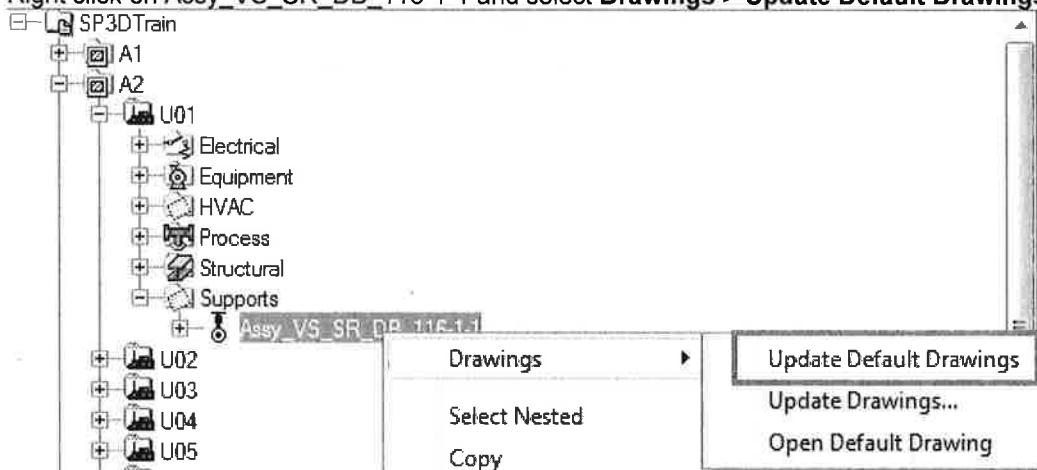 Right click on Assy_VS_SR_DB_116-1-1 and select Drawings > Update Default Drawings
SP3DTrain
A1
A2
U01
Electrical
Equipment
HVAC
Process
Structural
Supports
Assy_VS_SR_DB_116-1-1
Drawings
Update Default Drawings
U02
Update Drawings...
U03
Select Nested
U04
Open Default Drawing
U05
Copy